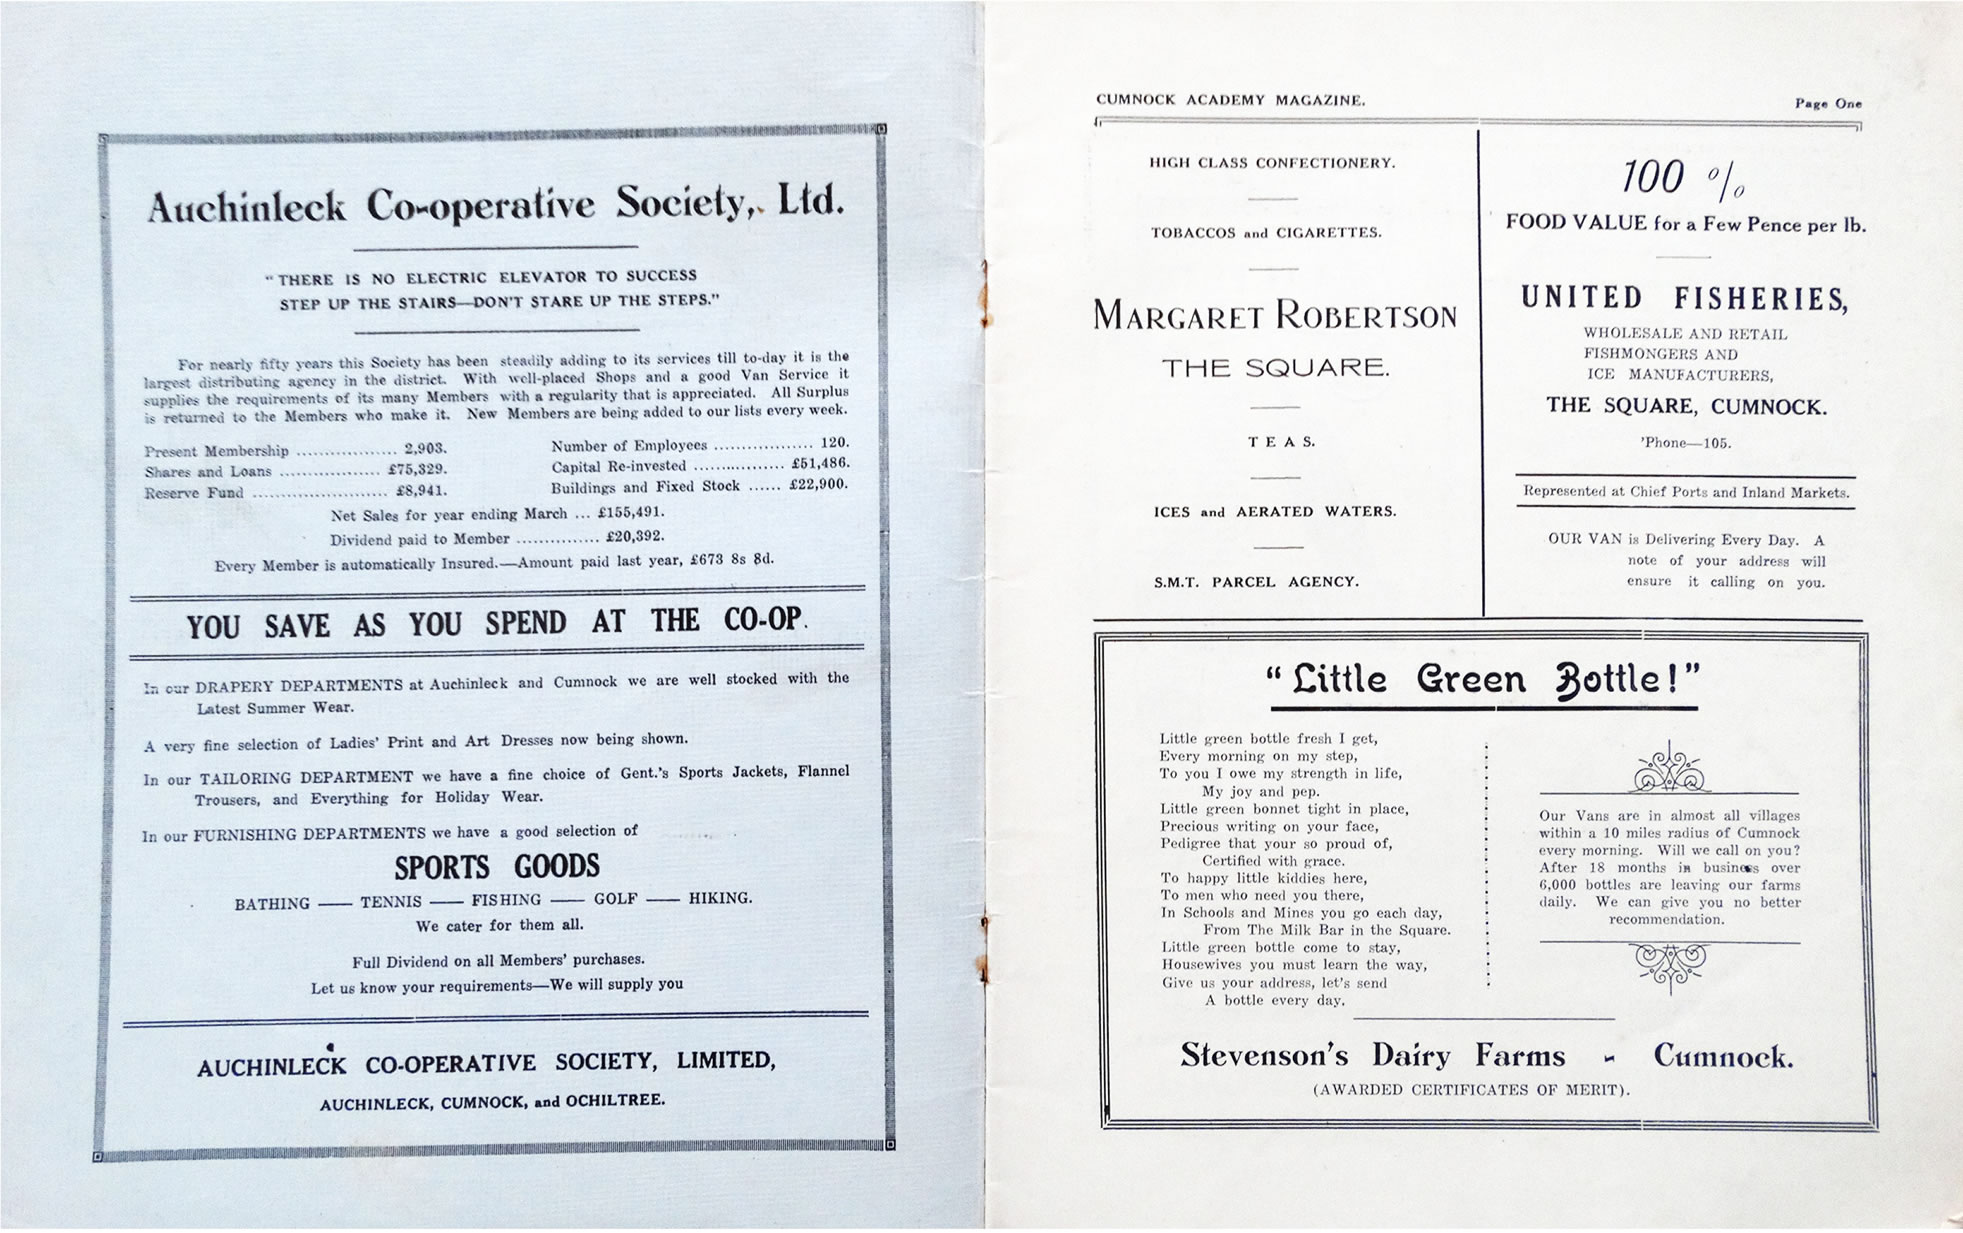 Auchinleck Co-operative Society, Ltd.
"THERE IS NO ELECTRIC ELEVATOR TO SUCCESS
STEP UP THE STAIRS—DON'T STARE UP THE STEPS."
For nearly fifty years this Society has been steadily adding to its services till to-day it is the
largest distributing agency in the district. With well-placed Shops and a good Van Service it
supplies the requirements of its many Members with a regularity that is appreciated. All Surplus
is returned to the Members who make it. New Members are being added to our lists every week.
Present Membership .................. 2,903.
Shares and Loans .................. £75,329.
Reserve Fund ........................ £8,941.
Number of Employees .................. 120.
Capital Re-invested ................ £51,486.
Buildings and Fixed Stock ...... £22,900.
Net Sales for year ending March ... £155,491.
Dividend paid to Member ............... £20,392.
Every Member is automatically Insured.—Amount paid last year, £673 8s 8d.
YOU SAVE AS YOU SPEND AT THE CO-OP.
In our DRAPERY DEPARTMENTS at Auchinleck and Cumnock we are well stocked with the
Latest Summer Wear.
A very fine selection of Ladies' Print and Art Dresses now being shown.
In our TAILORING DEPARTMENT we have a fine choice of Gent.'s Sports Jackets, Flannel
Trousers, and Everything for Holiday Wear.
In our FURNISHING DEPARTMENTS we have a good selection of
SPORTS GOODS
BATHING —— TENNIS —— FISHING —— GOLF —— HIKING.
We cater for them all.
Full Dividend on all Members' purchases.
Let us know your requirements—We will supply you
AUCHINLECK CO-OPERATIVE SOCIETY, LIMITED,
AUCHINLECK, CUMNOCK, and OCHILTREE.
CUMNOCK ACADEMY MAGAZINE. Page One
HIGH CLASS CONFECTIONERY.
TOBACCOS and CIGARETTES.
MARGARET ROBERTSON
THE SQUARE.
TEAS.
ICES and AERATED WATERS.
S.M.T. PARCEL AGENCY.
100 %
FOOD VALUE for a Few Pence per lb.
UNITED FISHERIES,
WHOLESALE AND RETAIL
FISHMONGERS AND
ICE MANUFACTURERS,
THE SQUARE, CUMNOCK.
'Phone—105.
Represented at Chief Ports and Inland Markets.
OUR VAN is Delivering Every Day. A
note of your address will
ensure it calling on you.
"Little Green Bottle!"
Little green bottle fresh I get,
Every morning on my step,
To you I owe my strength in life,
My joy and pep.
Little green bonnet tight in place,
Precious writing on your face,
Pedigree that your so proud of,
Certified with grace.
To happy little kiddies here,
To men who need you there,
In Schools and Mines you go each day,
From The Milk Bar in the Square.
Little green bottle come to stay,
Housewives you must learn the way,
Give us your address, let's send
A bottle every day.
Our Vans are in almost all villages
within a 10 miles radius of Cumnock
every morning. Will we call on you?
After 18 months in business over
6,000 bottles are leaving our farms
daily. We can give you no better
recommendation.
Stevenson's Dairy Farms - Cumnock.
(AWARDED CERTIFICATES OF MERIT).